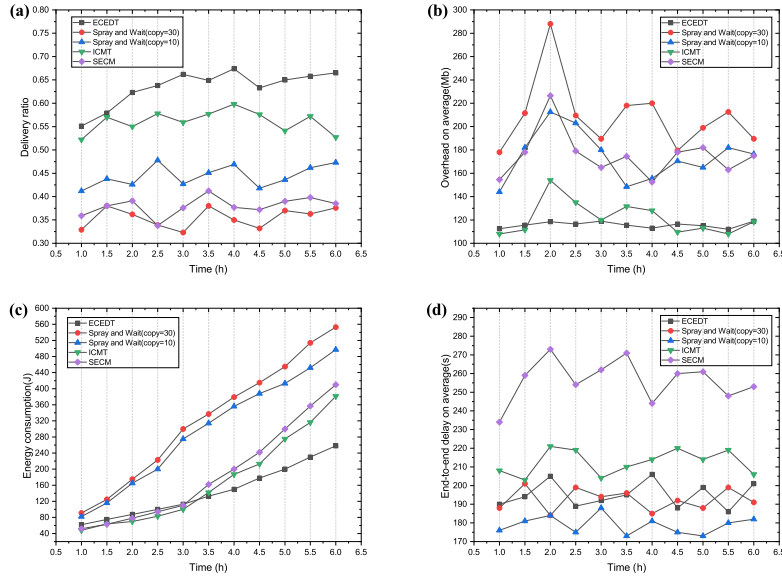 (a)
0.80
0.75
0.70
0.65
0.60
0.55
0.50
0.45
0.40
0.35
0.30
Delivery ratio
ECEDT
Spray and Wait(copy=30)
Spray and Wait(copy=10)
ICMT
SECM
0.5 1.0 1.5 2.0 2.5 3.0 3.5 4.0 4.5 5.0 5.5 6.0 6.5
Time (h)
(b)
300
280
260
240
220
200
180
160
140
120
100
Overhead on average(Mb)
ECEDT
Spray and Wait(copy=30)
Spray and Wait(copy=10)
ICMT
SECM
0.5 1.0 1.5 2.0 2.5 3.0 3.5 4.0 4.5 5.0 5.5 6.0 6.5
Time (h)
(c)
600
560
520
480
440
400
360
320
280
240
200
160
120
80
40
Energy consumption(J)
ECEDT
Spray and Wait(copy=30)
Spray and Wait(copy=10)
ICMT
SECM
0.5 1.0 1.5 2.0 2.5 3.0 3.5 4.0 4.5 5.0 5.5 6.0 6.5
Time (h)
(d)
290
280
270
260
250
240
230
220
210
200
190
180
170
End-to-end delay on average(s)
ECEDT
Spray and Wait(copy=30)
Spray and Wait(copy=10)
ICMT
SECM
0.5 1.0 1.5 2.0 2.5 3.0 3.5 4.0 4.5 5.0 5.5 6.0 6.5
Time (h)